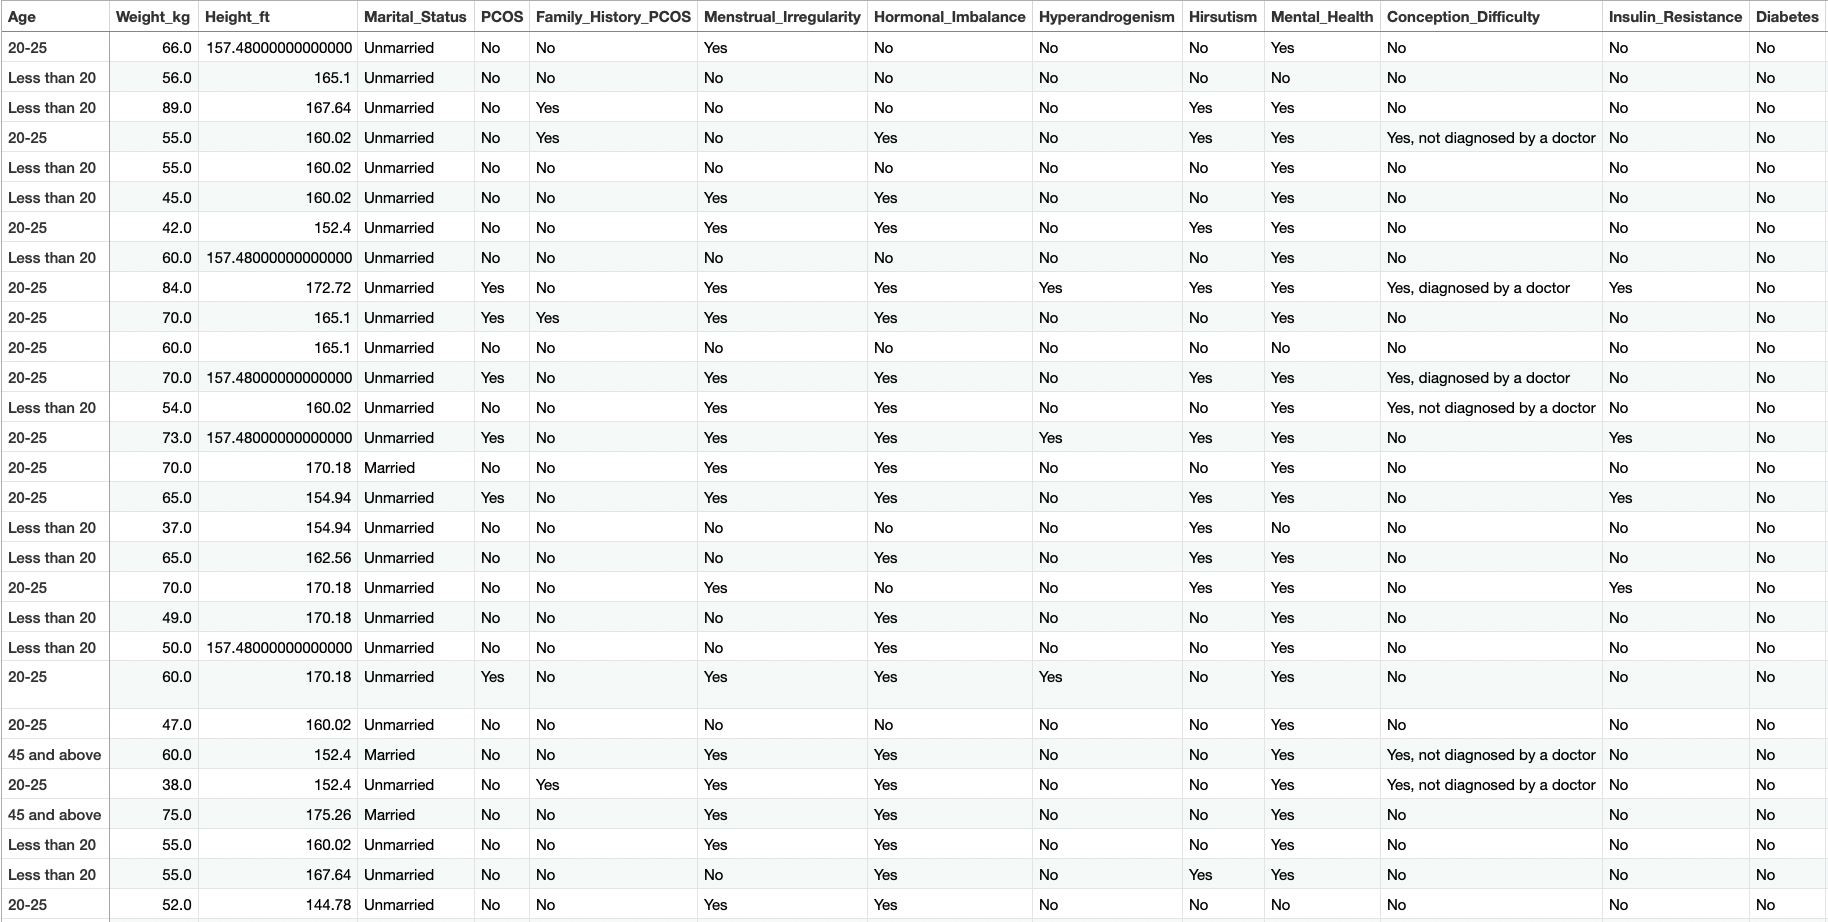 Age Weight_kg Height_ft Marital_Status PCOS Family_History_PCOS Menstrual_Irregularity Hormonal_Imbalance Hyperandrogenism Hirsutism Mental_Health Conception_Difficulty Insulin_Resistance Diabetes
20-25 66.0 157.48000000000000 Unmarried No No Yes No No No Yes No No No
Less than 20 56.0 165.1 Unmarried No No No No No No No No No No
Less than 20 89.0 167.64 Unmarried No Yes No No No Yes Yes No No No
20-25 55.0 160.02 Unmarried No Yes No Yes No Yes Yes Yes, not diagnosed by a doctor No No
Less than 20 55.0 160.02 Unmarried No No No No No No Yes No No No
Less than 20 45.0 160.02 Unmarried No No Yes Yes No No Yes No No No
20-25 42.0 152.4 Unmarried No No Yes Yes No Yes Yes No No No
Less than 20 60.0 157.48000000000000 Unmarried No No No No No No Yes No No No
20-25 84.0 172.72 Unmarried Yes No Yes Yes Yes Yes Yes Yes, diagnosed by a doctor Yes No
20-25 70.0 165.1 Unmarried Yes Yes Yes Yes No No Yes No No No
20-25 60.0 165.1 Unmarried No No No No No No No No No No
20-25 70.0 157.48000000000000 Unmarried Yes No Yes Yes No Yes Yes Yes, diagnosed by a doctor No No
Less than 20 54.0 160.02 Unmarried No No Yes Yes No No Yes Yes, not diagnosed by a doctor No No
20-25 73.0 157.48000000000000 Unmarried Yes No Yes Yes Yes Yes Yes No Yes No
20-25 70.0 170.18 Married No No Yes Yes No No Yes No No No
20-25 65.0 154.94 Unmarried Yes No Yes Yes No Yes Yes No Yes No
Less than 20 37.0 154.94 Unmarried No No No No No Yes No No No No
Less than 20 65.0 162.56 Unmarried No No No Yes No Yes Yes No No No
20-25 70.0 170.18 Unmarried No No Yes No No Yes Yes No Yes No
Less than 20 49.0 170.18 Unmarried No No No Yes No No Yes No No No
Less than 20 50.0 157.48000000000000 Unmarried No No No Yes No No Yes No No No
20-25 60.0 170.18 Unmarried Yes No Yes Yes Yes No Yes No No No
20-25 47.0 160.02 Unmarried No No No No No No Yes No No No
45 and above 60.0 152.4 Married No No Yes Yes No No Yes Yes, not diagnosed by a doctor No No
20-25 38.0 152.4 Unmarried No Yes Yes Yes No No Yes Yes, not diagnosed by a doctor No No
45 and above 75.0 175.26 Married No No Yes Yes No No Yes No No No
Less than 20 55.0 160.02 Unmarried No No Yes Yes No No Yes No No No
Less than 20 55.0 167.64 Unmarried No No No Yes No Yes Yes No No No
20-25 52.0 144.78 Unmarried No No Yes Yes No No No No No No